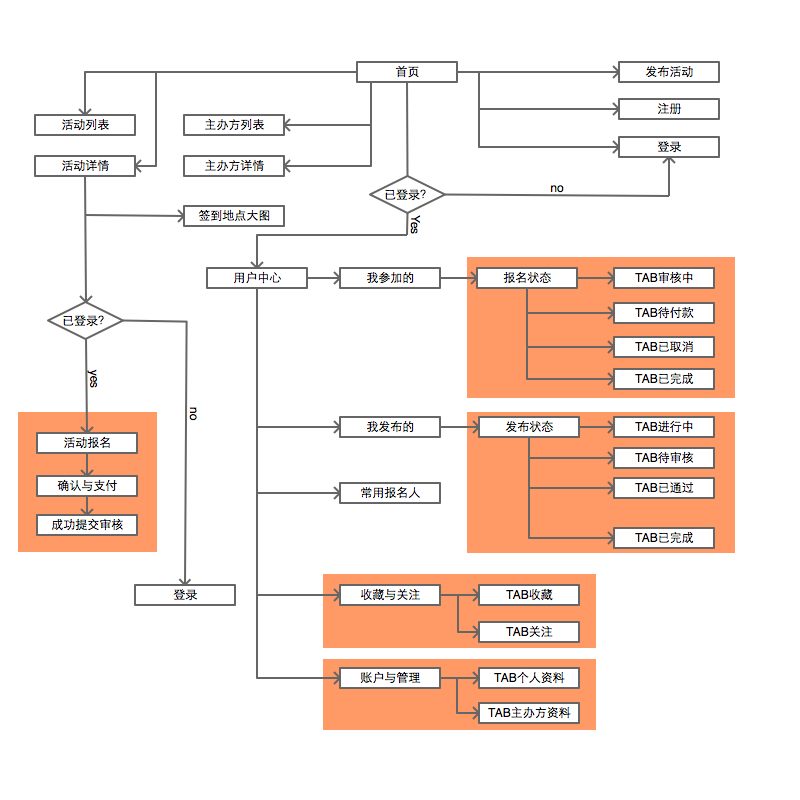 首页
发布活动
注册
登录
活动列表
主办方列表
活动详情
主办方详情
已登录?
no
Yes
签到地点大图
用户中心
我参加的
报名状态
TAB审核中
TAB待付款
TAB已取消
TAB已完成
已登录?
yes
no
活动报名
确认与支付
成功提交审核
登录
我发布的
发布状态
TAB进行中
TAB待审核
TAB已通过
TAB已完成
常用报名人
收藏与关注
TAB收藏
TAB关注
账户与管理
TAB个人资料
TAB主办方资料